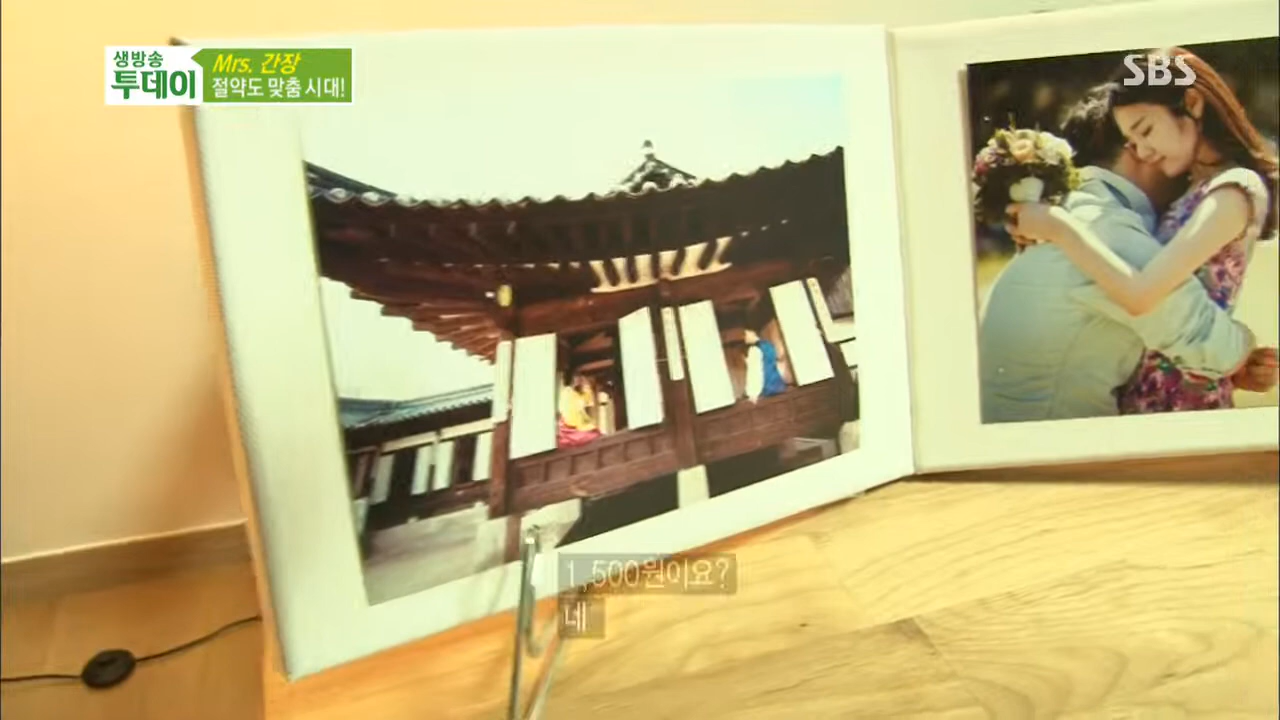 생방송
투데이
Mrs. 간장
절약도 맞춤 시대!
SBS
1,500원이요?
네